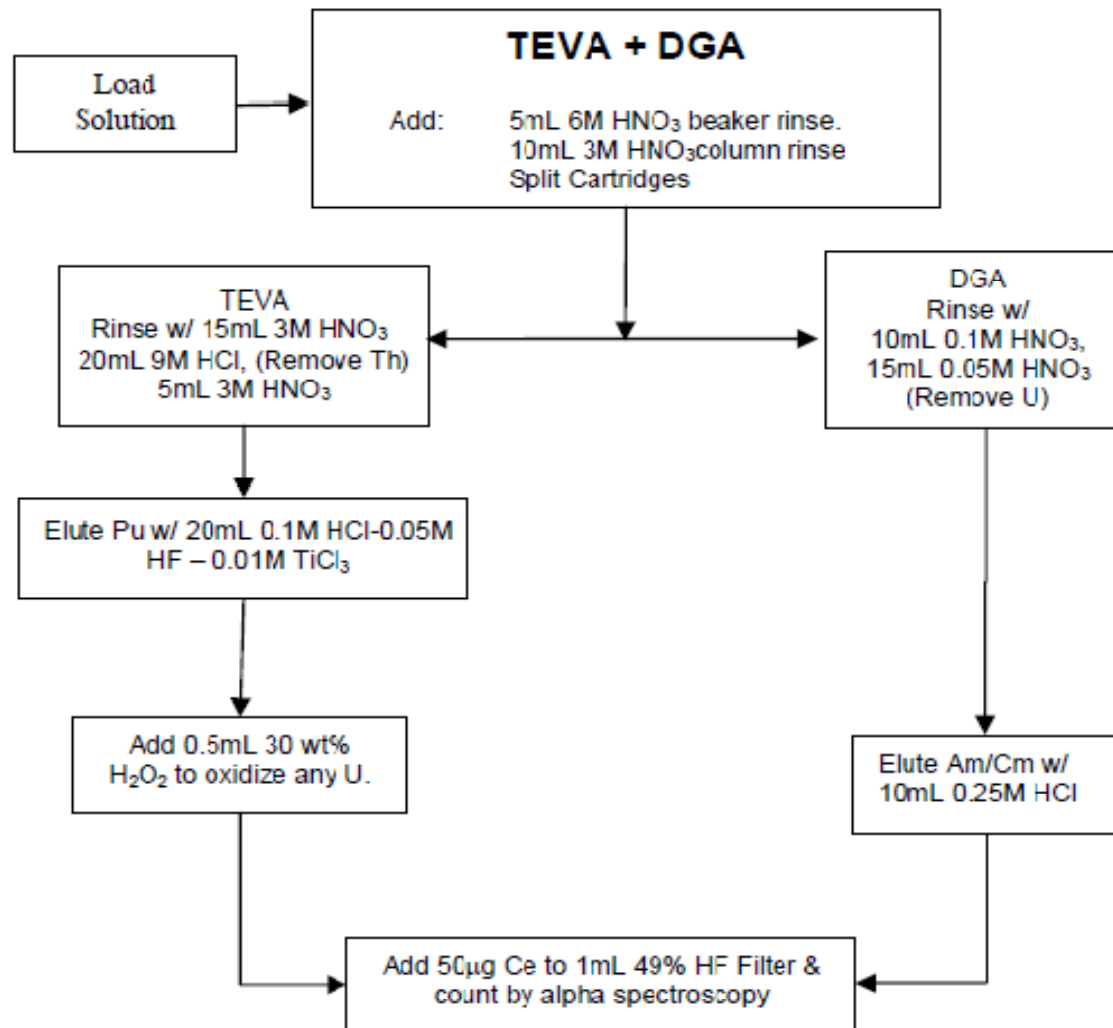 TEVA + DGA
Load
Solution
Add: 5mL 6M HNO₃ beaker rinse.
10mL 3M HNO₃column rinse
Split Cartridges
TEVA
Rinse w/ 15mL 3M HNO₃
20mL 9M HCl, (Remove Th)
5mL 3M HNO₃
DGA
Rinse w/
10mL 0.1M HNO₃,
15mL 0.05M HNO₃
(Remove U)
Elute Pu w/ 20mL 0.1M HCl-0.05M
HF – 0.01M TiCl₃
Add 0.5mL 30 wt%
H₂O₂ to oxidize any U.
Elute Am/Cm w/
10mL 0.25M HCl
Add 50µg Ce to 1mL 49% HF Filter &
count by alpha spectroscopy